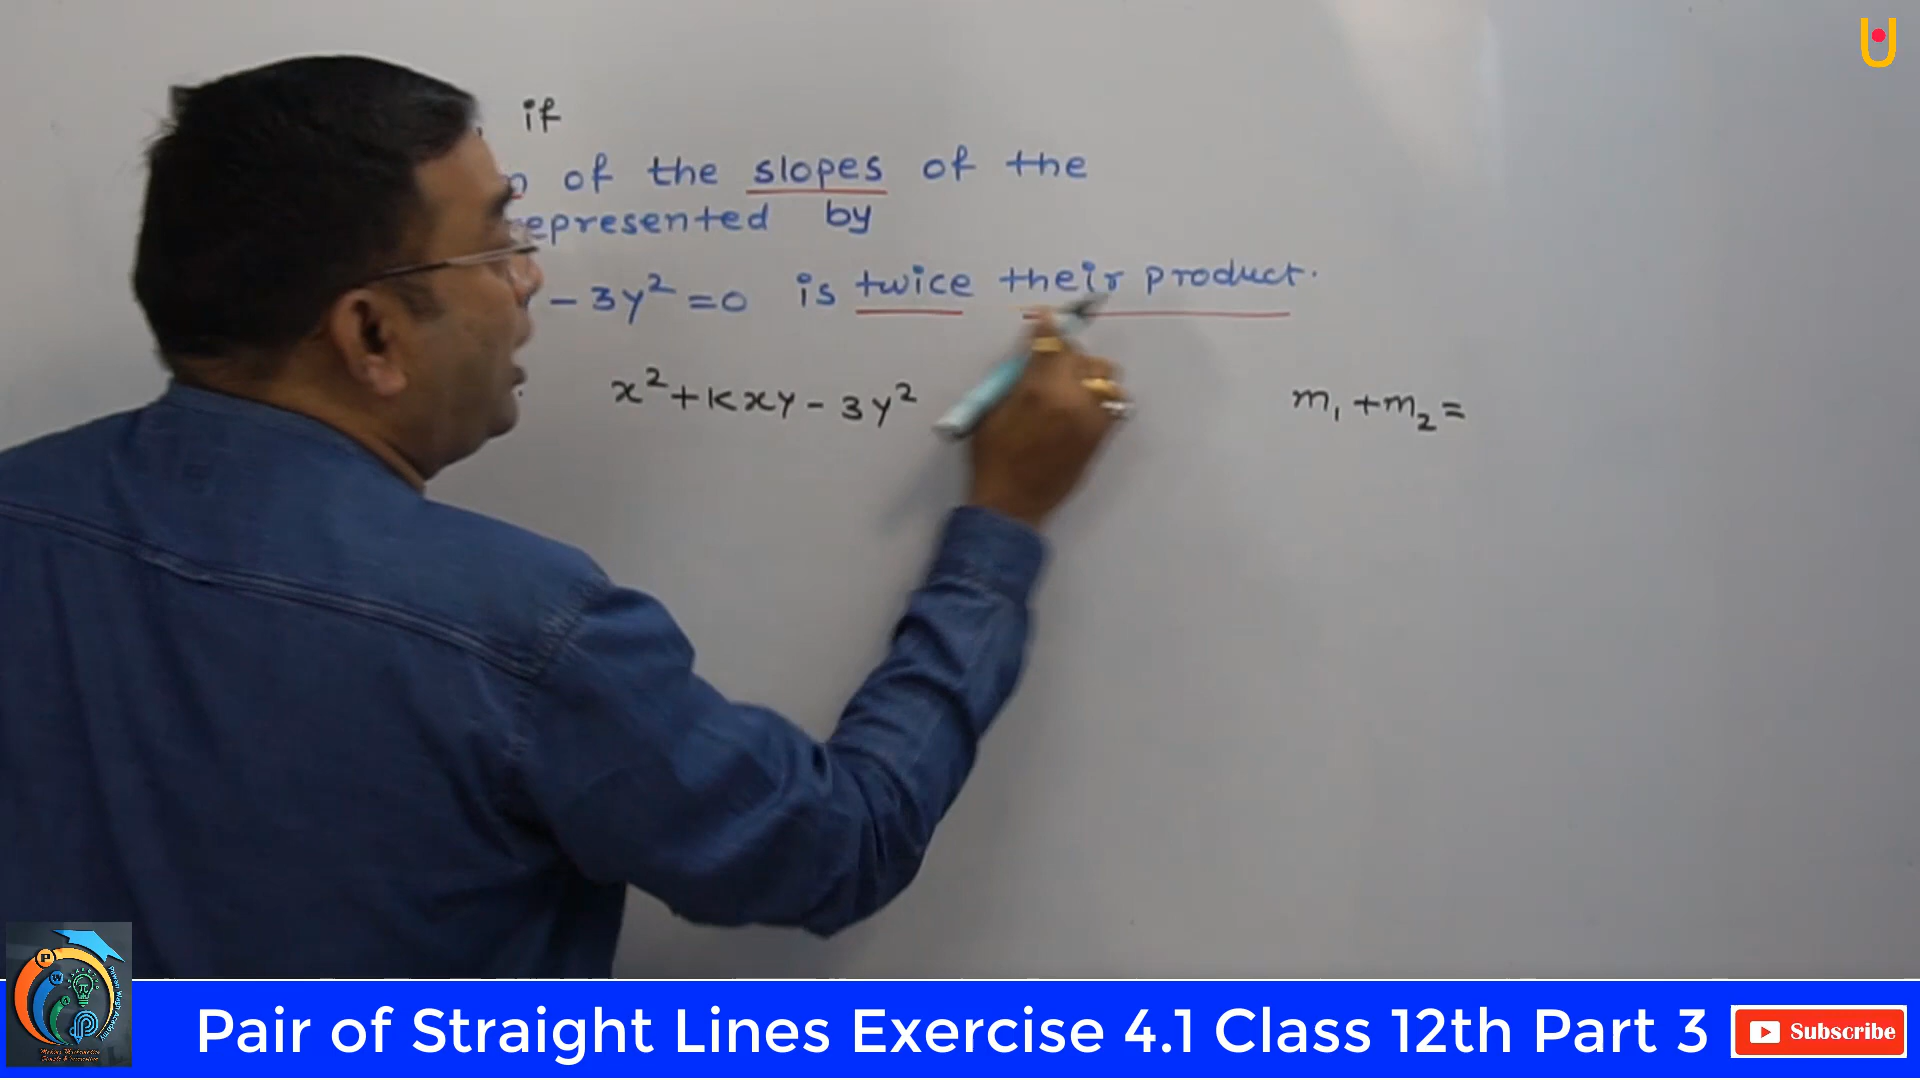 if
of the slopes of the
epresented by
- 3y² = 0 is twice their product.
x² + kxy - 3y²
m₁ + m₂ =
Pair of Straight Lines Exercise 4.1 Class 12th Part 3
Subscribe